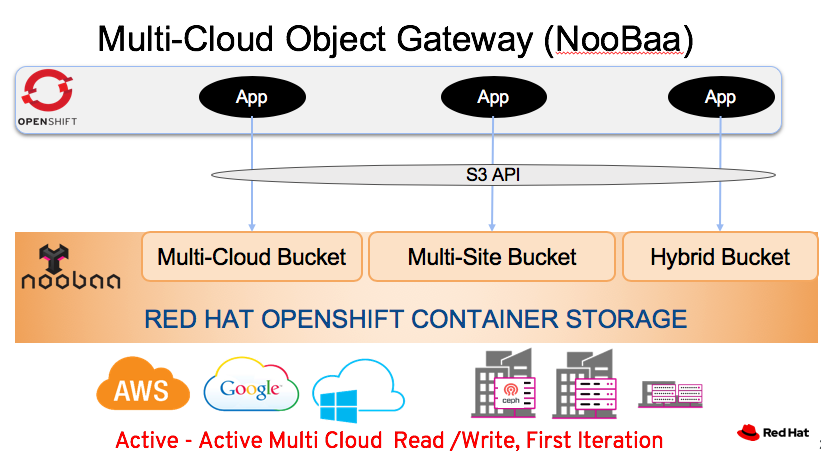 Multi-Cloud Object Gateway (NooBaa)
OPENSHIFT
App App App
S3 API
noobaa
Multi-Cloud Bucket Multi-Site Bucket Hybrid Bucket
RED HAT OPENSHIFT CONTAINER STORAGE
AWS Google ceph
Active - Active Multi Cloud Read /Write, First Iteration
Red Hat